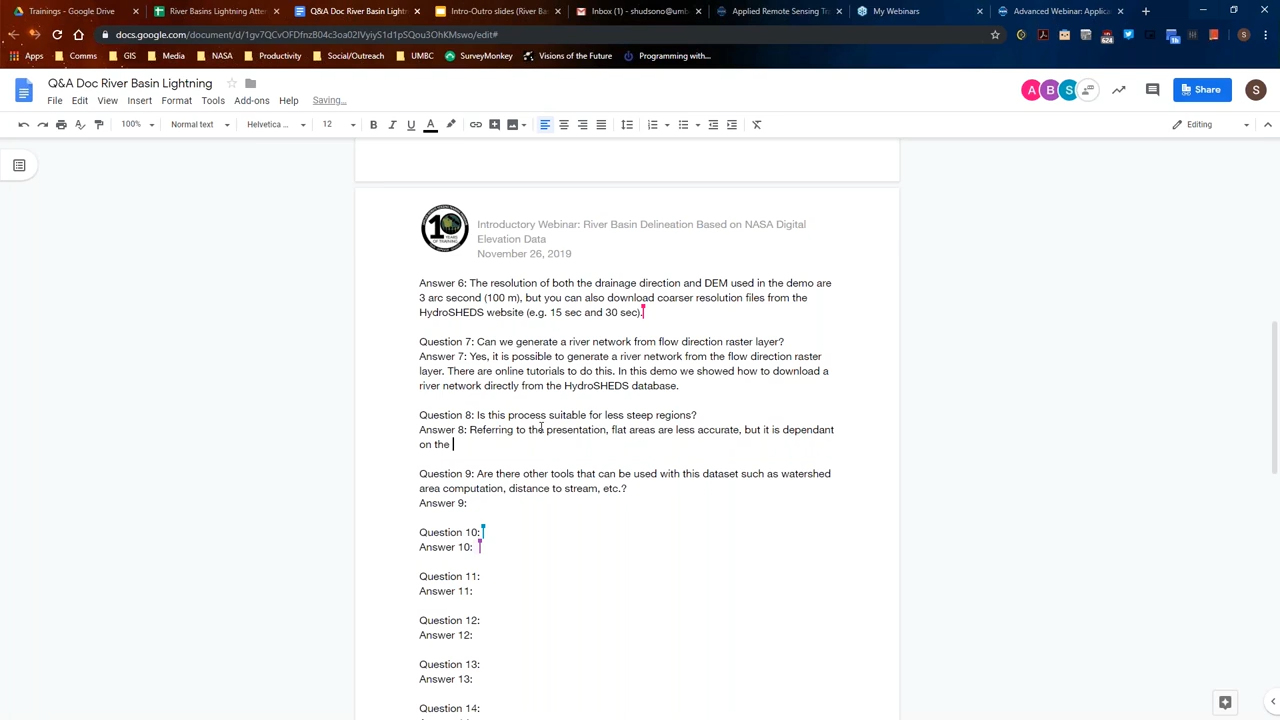 Trainings - Google Drive
River Basins Lightning Atte
Q&A Doc River Basin Lightn
Intro-Outro slides (River Bas
Inbox (1) - shudsono@umb
Applied Remote Sensing Tr
My Webinars
Advanced Webinar: Applica
docs.google.com/document/d/1gv7QCvOFDfnzB04c3oa02IVyiyS1d1pSQou3OhKMswo/edit#
Apps
Comms
GIS
Media
NASA
Productivity
Social/Outreach
UMBC
SurveyMonkey
Visions of the Future
Programming with...
Q&A Doc River Basin Lightning
File Edit View Insert Format Tools Add-ons Help Saving...
A B S
Share
S
100% Normal text Helvetica ... 12
Editing
Introductory Webinar: River Basin Delineation Based on NASA Digital
Elevation Data
November 26, 2019
Answer 6: The resolution of both the drainage direction and DEM used in the demo are
3 arc second (100 m), but you can also download coarser resolution files from the
HydroSHEDS website (e.g. 15 sec and 30 sec).
Question 7: Can we generate a river network from flow direction raster layer?
Answer 7: Yes, it is possible to generate a river network from the flow direction raster
layer. There are online tutorials to do this. In this demo we showed how to download a
river network directly from the HydroSHEDS database.
Question 8: Is this process suitable for less steep regions?
Answer 8: Referring to the presentation, flat areas are less accurate, but it is dependant
on the
Question 9: Are there other tools that can be used with this dataset such as watershed
area computation, distance to stream, etc.?
Answer 9:
Question 10:
Answer 10:
Question 11:
Answer 11:
Question 12:
Answer 12:
Question 13:
Answer 13:
Question 14: